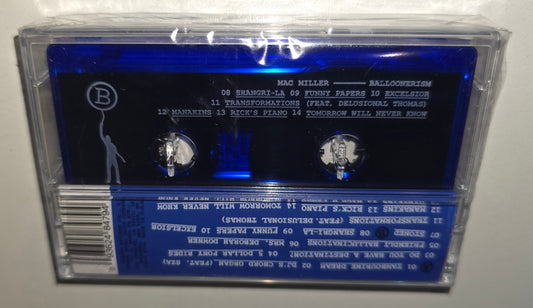 MAC MILLER BALLOONERISM
08 SHANGRI-LA 09 FUNNY PAPERS 10 EXCELSIOR
11 TRANSFORMATIONS (FEAT. DELUSIONAL THOMAS)
12 MANAKINS 13 RICK'S PIANO 14 TOMORROW WILL NEVER KNOW
B
Ⓐ 01 TAMBOURINE DREAM 02 DJ'S CHORD ORGAN (FEAT. SZA)
03 DO YOU HAVE A DESTINATION? 04 5 DOLLAR PONY RIDES
05 FRIENDLY HALLUCINATIONS 06 MRS. DEBORAH DOWNER
07 STONED Ⓑ 08 SHANGRI-LA 09 FUNNY PAPERS 10 EXCELSIOR
11 TRANSFORMATIONS (FEAT. DELUSIONAL THOMAS)
12 MANAKINS 13 RICK'S PIANO 14 TOMORROW WILL NEVER KNOW